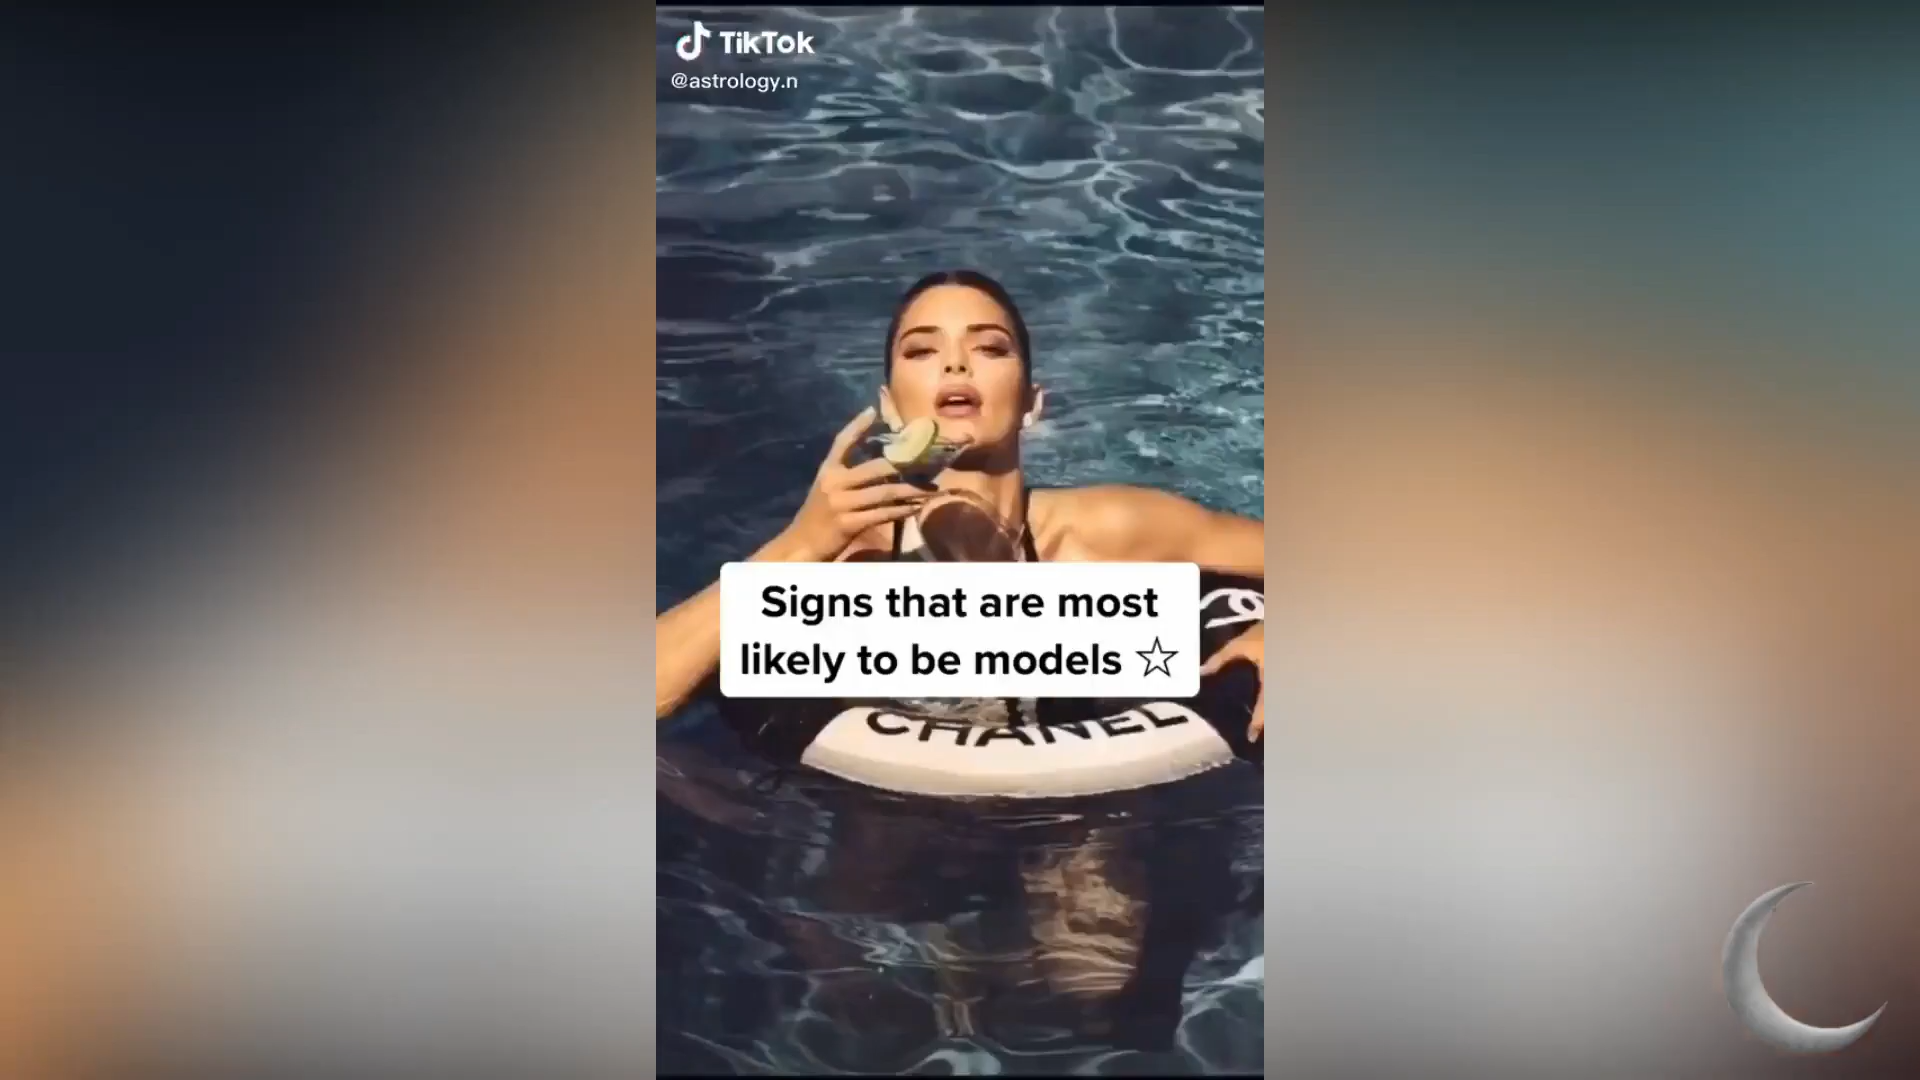 TikTok
@astrology.n
Signs that are most
likely to be models ☆
CHANEL